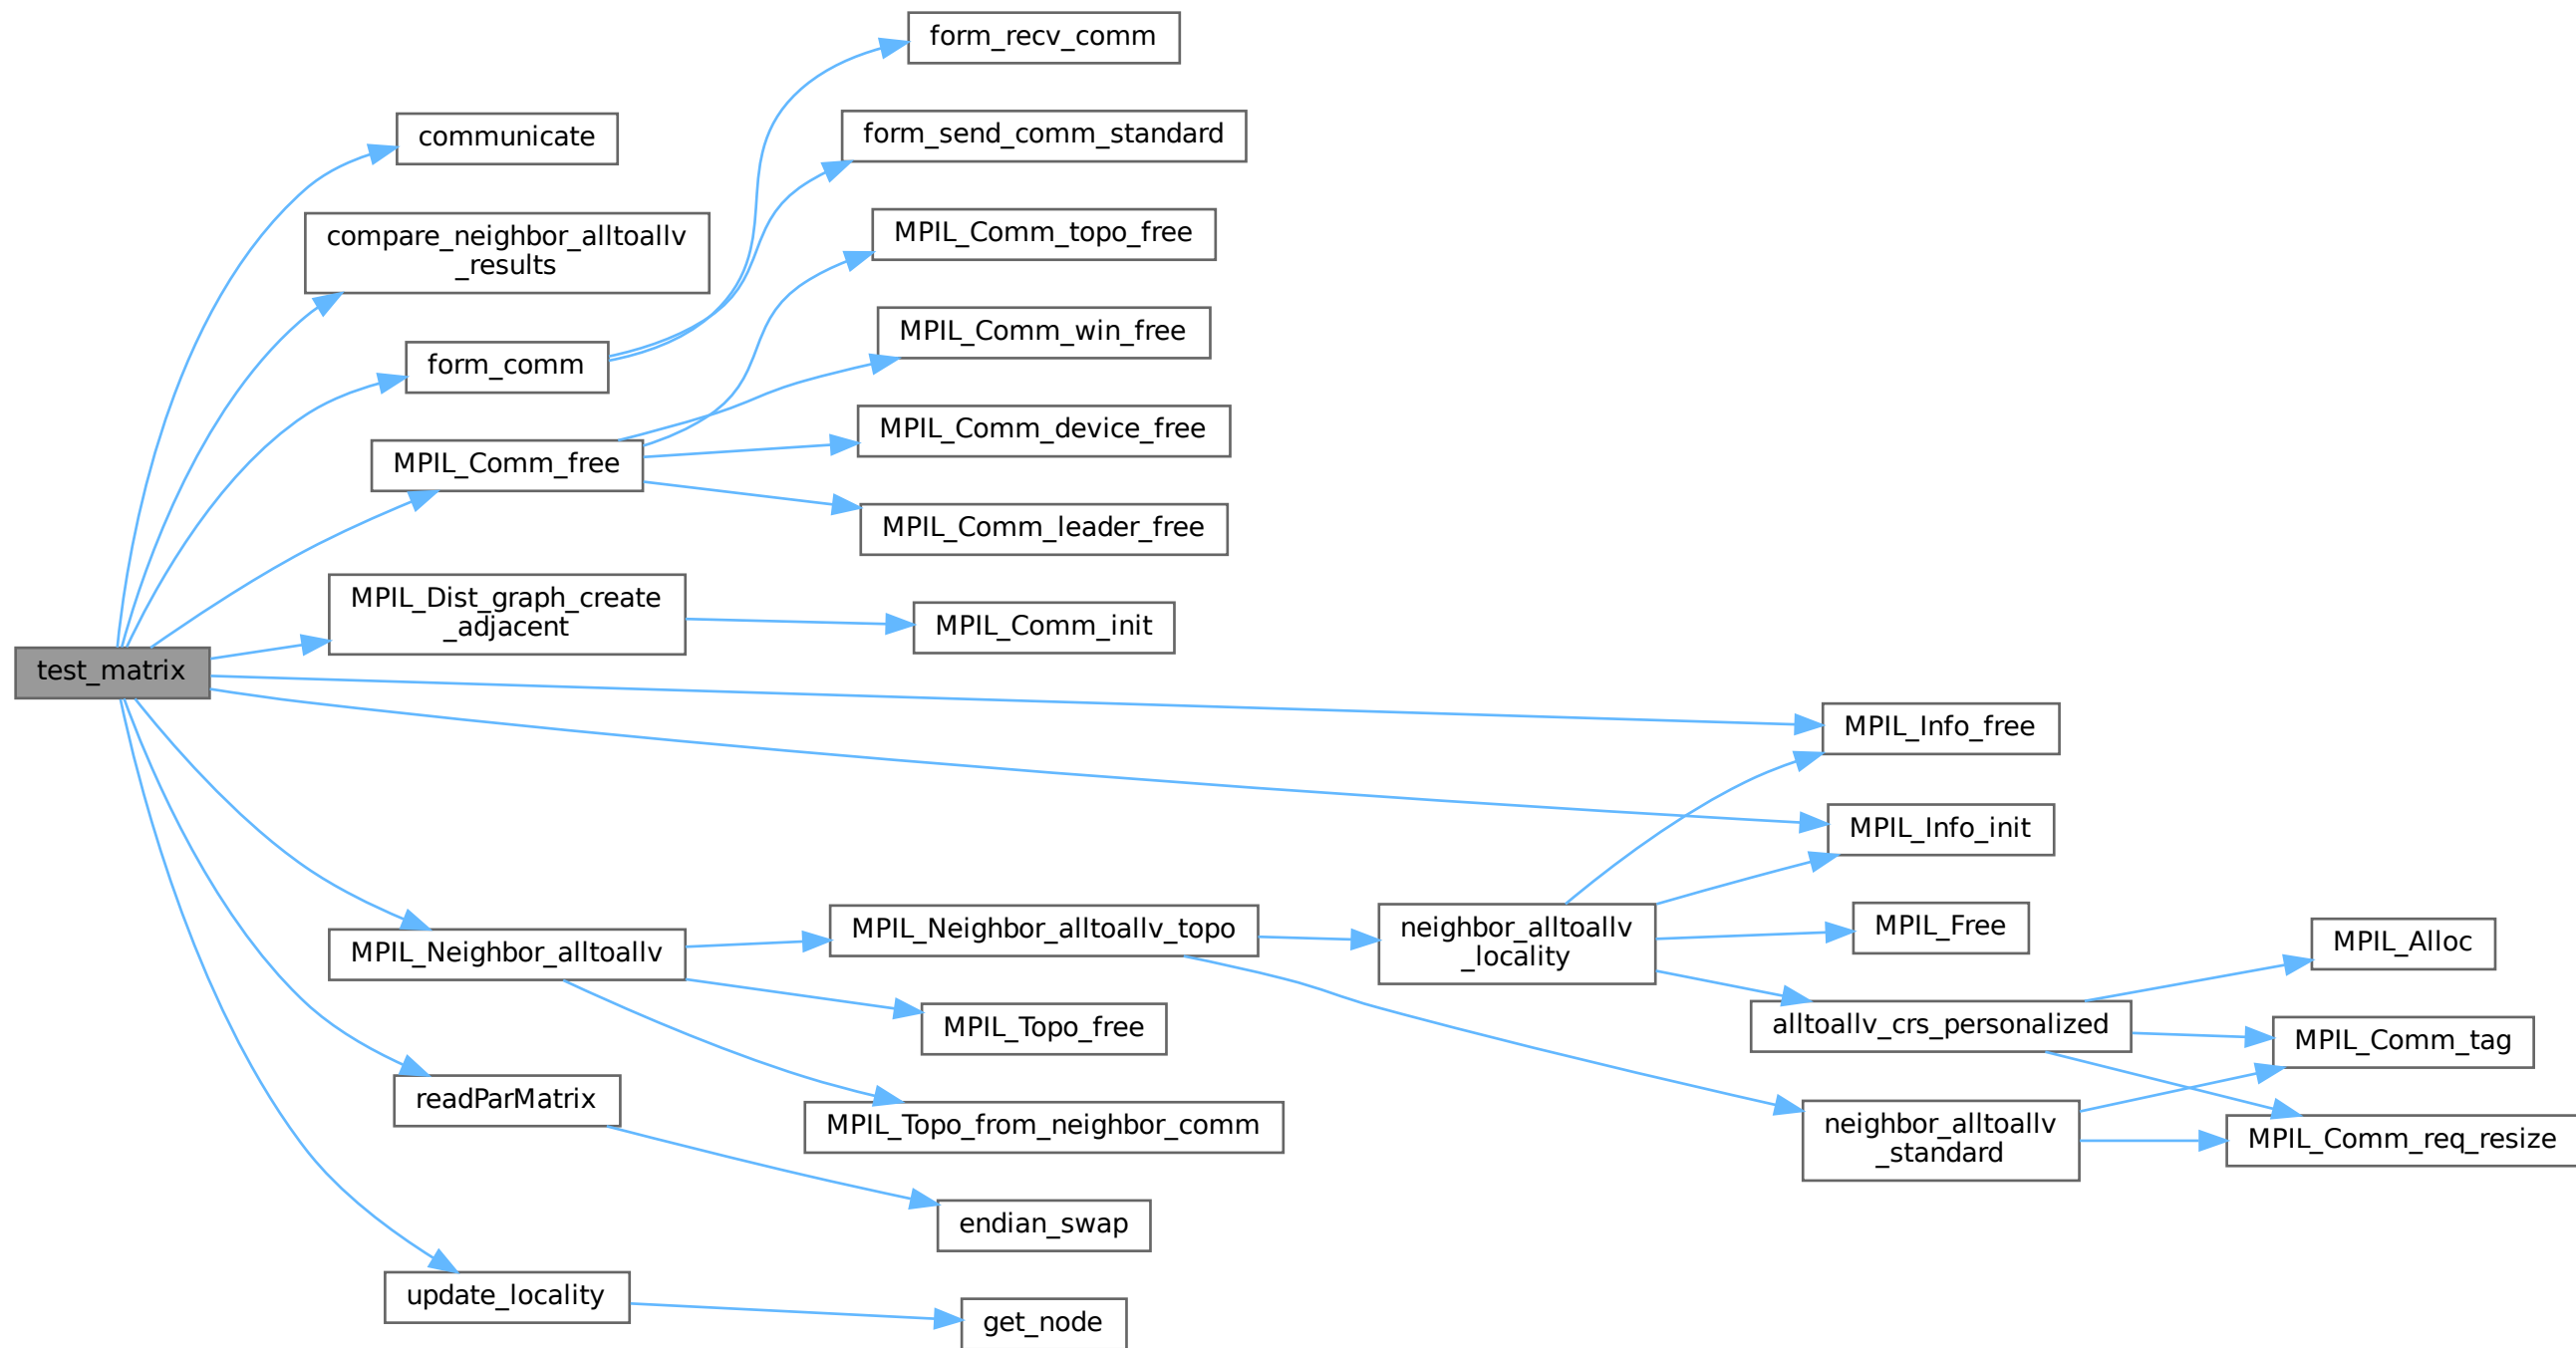 form_recv_comm
communicate
form_send_comm_standard
compare_neighbor_alltoallv
_results
MPIL_Comm_topo_free
MPIL_Comm_win_free
form_comm
MPIL_Comm_device_free
MPIL_Comm_free
MPIL_Comm_leader_free
MPIL_Dist_graph_create
_adjacent
MPIL_Comm_init
test_matrix
MPIL_Info_free
MPIL_Info_init
MPIL_Neighbor_alltoallv
MPIL_Neighbor_alltoallv_topo
neighbor_alltoallv
_locality
MPIL_Free
MPIL_Alloc
MPIL_Topo_free
alltoallv_crs_personalized
MPIL_Comm_tag
readParMatrix
MPIL_Topo_from_neighbor_comm
neighbor_alltoallv
_standard
MPIL_Comm_req_resize
endian_swap
update_locality
get_node